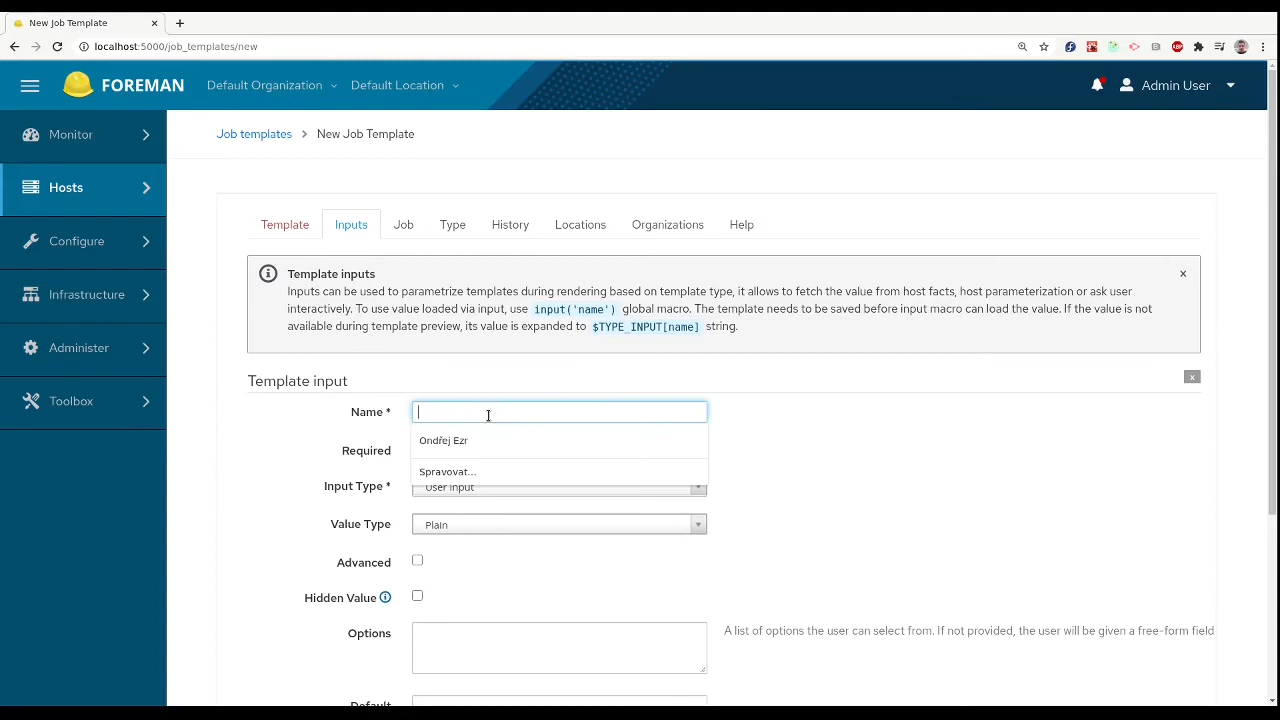 New Job Template
localhost:5000/job_templates/new
ABP
FOREMAN
Default Organization
Default Location
Admin User
Monitor
Hosts
Configure
Infrastructure
Administer
Toolbox
Job templates > New Job Template
Template
Inputs
Job
Type
History
Locations
Organizations
Help
Template inputs
x
Inputs can be used to parametrize templates during rendering based on template type, it allows to fetch the value from host facts, host parameterization or ask user
interactively. To use value loaded via input, use input('name') global macro. The template needs to be saved before input macro can load the value. If the value is not
available during template preview, its value is expanded to $TYPE_INPUT[name] string.
Template input
x
Name *
Ondřej Ezr
Required
Spravovat...
Input Type *
User input
Value Type
Plain
Advanced
Hidden Value
Options
A list of options the user can select from. If not provided, the user will be given a free-form field
Default